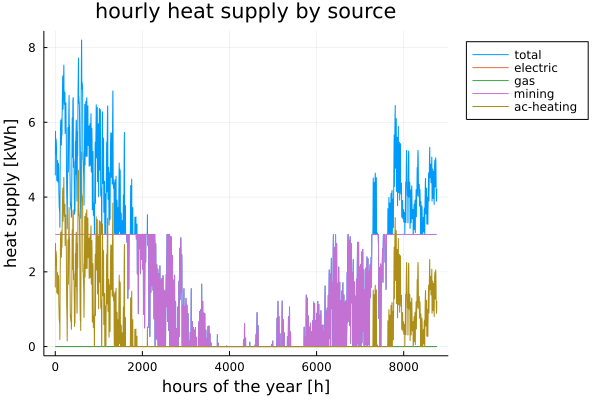 hourly heat supply by source
heat supply [kWh]
8
6
4
2
0
0 2000 4000 6000 8000
hours of the year [h]
total
electric
gas
mining
ac-heating